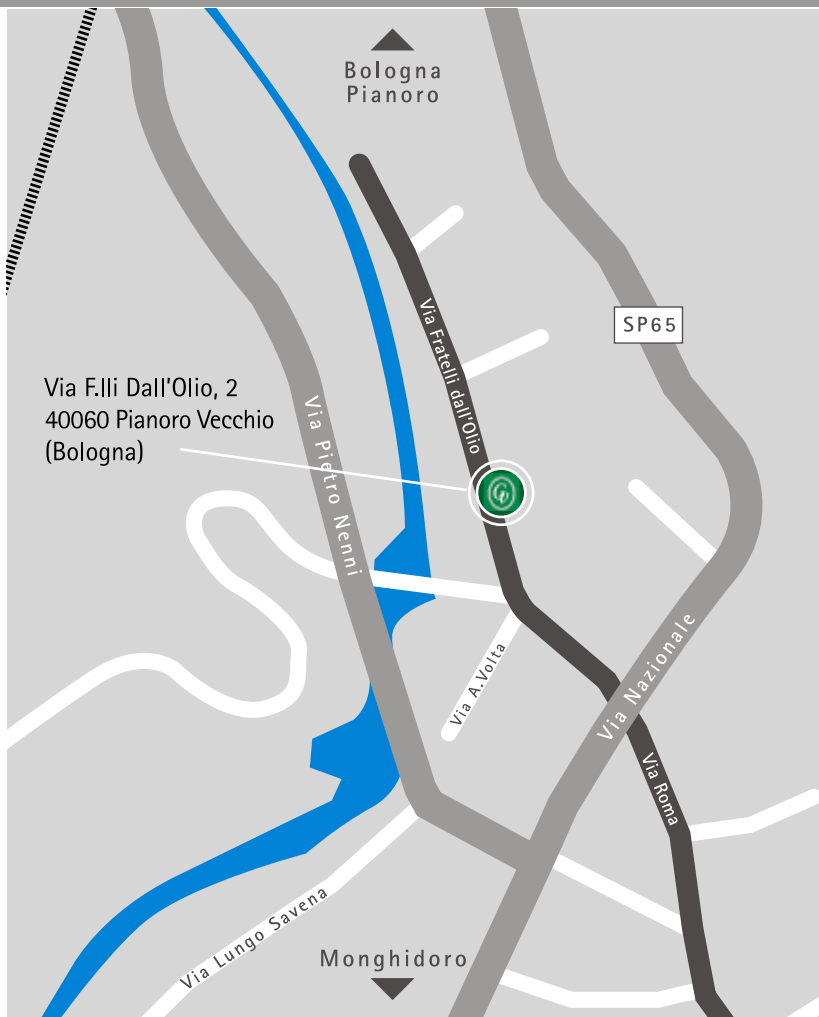 Bologna
Pianoro
SP65
Via Fratelli dall'Olio
Via F.lli Dall'Olio, 2
40060 Pianoro Vecchio
(Bologna)
Via Pietro Nenni
Via A.Volta
Via Nazionale
Via Roma
Via Lungo Savena
Monghidoro